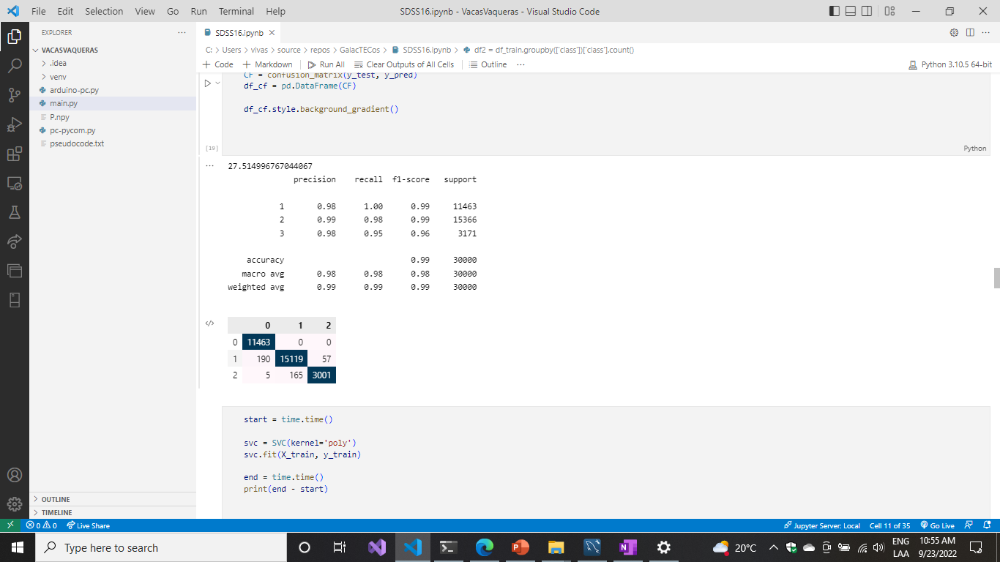 File Edit Selection View Go Run Terminal Help SDSS16.ipynb - VacasVaqueras - Visual Studio Code
EXPLORER
SDSS16.ipynb
VACASVAQUERAS
.idea
venv
arduino-pc.py
main.py
P.npy
pc-pycom.py
pseudocode.txt
OUTLINE
TIMELINE
C: > Users > vivas > source > repos > GalacTECos > SDSS16.ipynb > df2 = df_train.groupby(['class'])['class'].count()
+ Code + Markdown Run All Clear Outputs of All Cells Outline ... Python 3.10.5 64-bit
CF = confusion_matrix(y_test, y_pred)
df_cf = pd.DataFrame(CF)
df_cf.style.background_gradient()
[19] Python
27.514996767044067
precision recall f1-score support
1 0.98 1.00 0.99 11463
2 0.99 0.98 0.99 15366
3 0.98 0.95 0.96 3171
accuracy 0.99 30000
macro avg 0.98 0.98 0.98 30000
weighted avg 0.99 0.99 0.99 30000
0 1 2
0 11463 0 0
1 190 15119 57
2 5 165 3001
start = time.time()
svc = SVC(kernel='poly')
svc.fit(X_train, y_train)
end = time.time()
print(end - start)
0 0 Live Share Jupyter Server: Local Cell 11 of 35 Go Live
Type here to search 20°C ENG 10:55 AM
LAA 9/23/2022